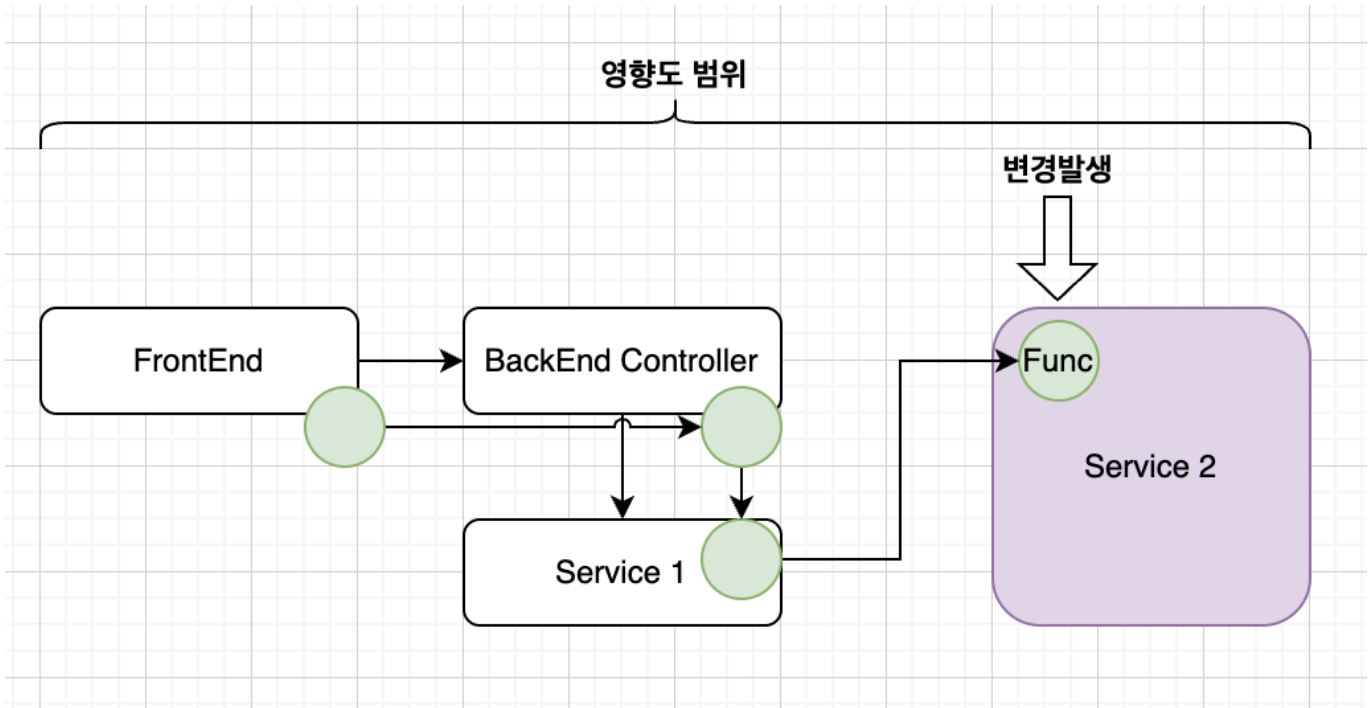 영향도 범위
변경발생
FrontEnd
BackEnd Controller
Func
Service 2
Service 1